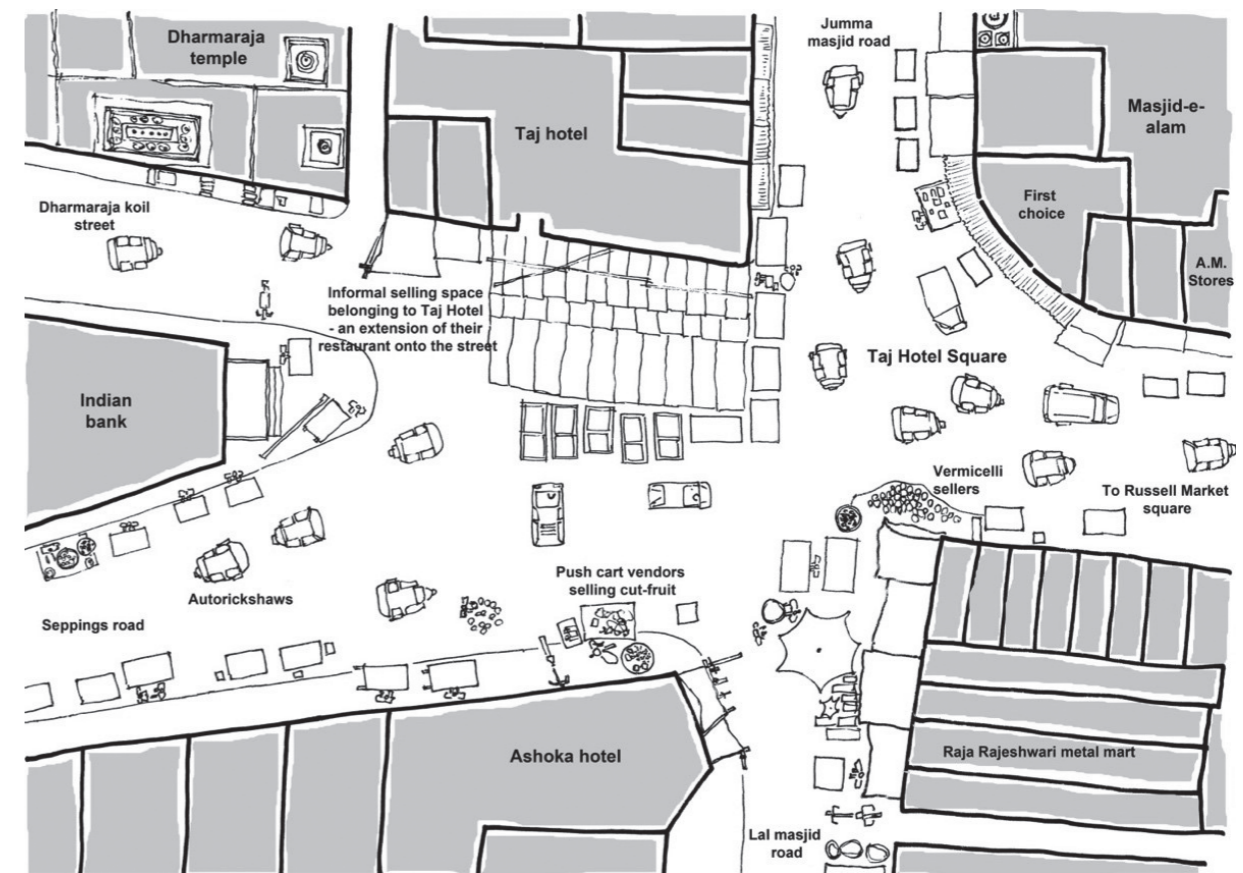 Dharmaraja
temple
Taj hotel
Jumma
masjid road
Masjid-e-
alam
First
choice
A.M.
Stores
Dharmaraja koil
street
Informal selling space
belonging to Taj Hotel
- an extension of their
restaurant onto the street
Taj Hotel Square
Indian
bank
Vermicelli
sellers
To Russell Market
square
Autorickshaws
Push cart vendors
selling cut-fruit
Seppings road
Ashoka hotel
Raja Rajeshwari metal mart
Lal masjid
road